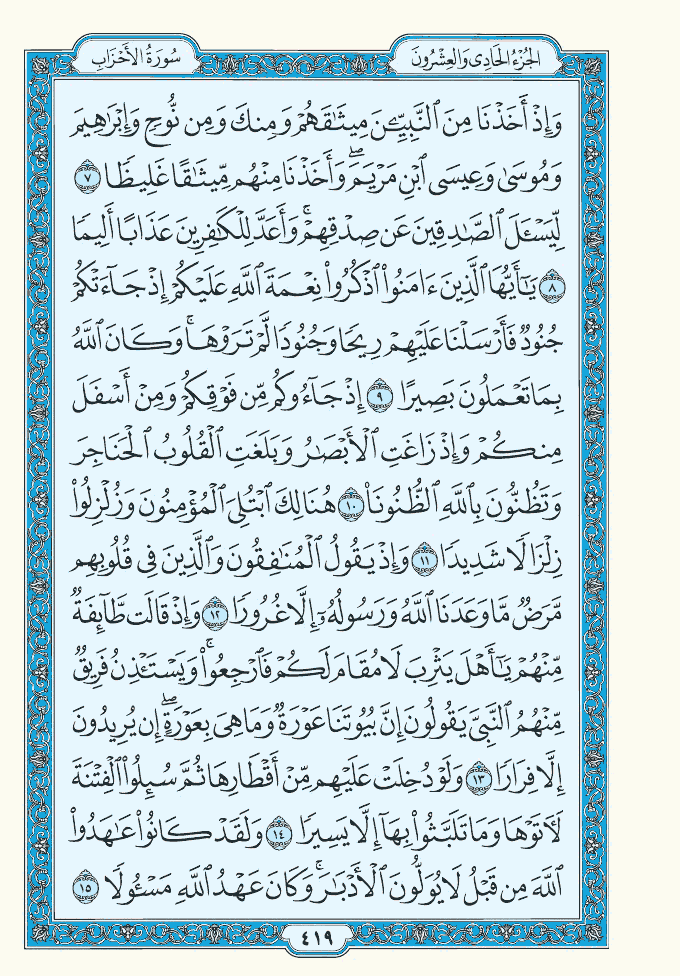 الجُزْءُ الحَادِى وَالعِشْرُونَ
سُورَةُ الأَحْزَابِ
وَإِذْ أَخَذْنَا مِنَ ٱلنَّبِيِّـۧنَ مِيثَٰقَهُمْ وَمِنكَ وَمِن نُّوحٍ وَإِبْرَٰهِيمَ
وَمُوسَىٰ وَعِيسَى ٱبْنِ مَرْيَمَۖ وَأَخَذْنَا مِنْهُم مِّيثَٰقًا غَلِيظًا ٧
لِّيَسْـَٔلَ ٱلصَّٰدِقِينَ عَن صِدْقِهِمْۚ وَأَعَدَّ لِلْكَٰفِرِينَ عَذَابًا أَلِيمًا
٨ يَٰٓأَيُّهَا ٱلَّذِينَ ءَامَنُوا۟ ٱذْكُرُوا۟ نِعْمَةَ ٱللَّهِ عَلَيْكُمْ إِذْ جَآءَتْكُمْ
جُنُودٌ فَأَرْسَلْنَا عَلَيْهِمْ رِيحًا وَجُنُودًا لَّمْ تَرَوْهَاۚ وَكَانَ ٱللَّهُ
بِمَا تَعْمَلُونَ بَصِيرًا ٩ إِذْ جَآءُوكُم مِّن فَوْقِكُمْ وَمِنْ أَسْفَلَ
مِنكُمْ وَإِذْ زَاغَتِ ٱلْأَبْصَٰرُ وَبَلَغَتِ ٱلْقُلُوبُ ٱلْحَنَاجِرَ
وَتَظُنُّونَ بِٱللَّهِ ٱلظُّنُونَا۠ ١٠ هُنَالِكَ ٱبْتُلِىَ ٱلْمُؤْمِنُونَ وَزُلْزِلُوا۟
زِلْزَالًا شَدِيدًا ١١ وَإِذْ يَقُولُ ٱلْمُنَٰفِقُونَ وَٱلَّذِينَ فِى قُلُوبِهِم
مَّرَضٌ مَّا وَعَدَنَا ٱللَّهُ وَرَسُولُهُۥٓ إِلَّا غُرُورًا ١٢ وَإِذْ قَالَت طَّآئِفَةٌ
مِّنْهُمْ يَٰٓأَهْلَ يَثْرِبَ لَا مُقَامَ لَكُمْ فَٱرْجِعُوا۟ۚ وَيَسْتَـْٔذِنُ فَرِيقٌ
مِّنْهُمُ ٱلنَّبِىَّ يَقُولُونَ إِنَّ بُيُوتَنَا عَوْرَةٌ وَمَا هِىَ بِعَوْرَةٍۖ إِن يُرِيدُونَ
إِلَّا فِرَارًا ١٣ وَلَوْ دُخِلَتْ عَلَيْهِم مِّنْ أَقْطَارِهَا ثُمَّ سُئِلُوا۟ ٱلْفِتْنَةَ
لَـَٔاتَوْهَا وَمَا تَلَبَّثُوا۟ بِهَآ إِلَّا يَسِيرًا ١٤ وَلَقَدْ كَانُوا۟ عَٰهَدُوا۟
ٱللَّهَ مِن قَبْلُ لَا يُوَلُّونَ ٱلْأَدْبَٰرَۚ وَكَانَ عَهْدُ ٱللَّهِ مَسْـُٔولًا ١٥
٤١٩